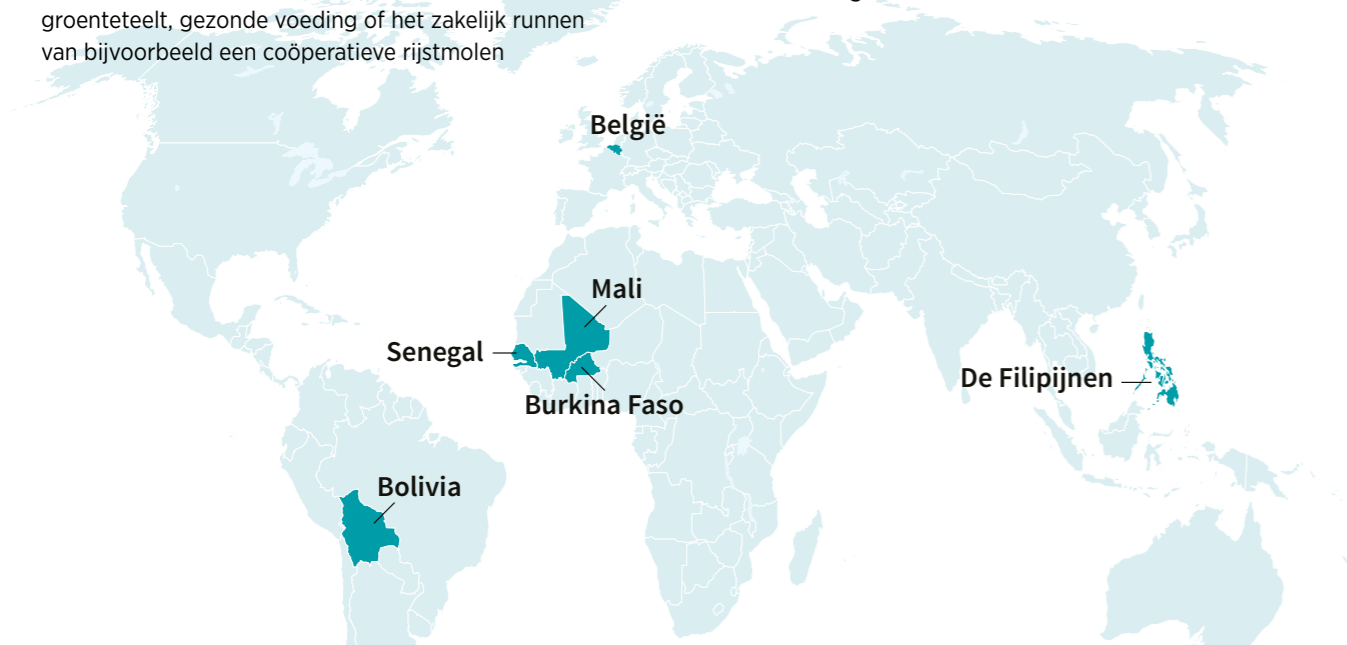 groenteteelt, gezonde voeding of het zakelijk runnen
van bijvoorbeeld een coöperatieve rijstmolen
België
Mali
Senegal
De Filipijnen
Burkina Faso
Bolivia